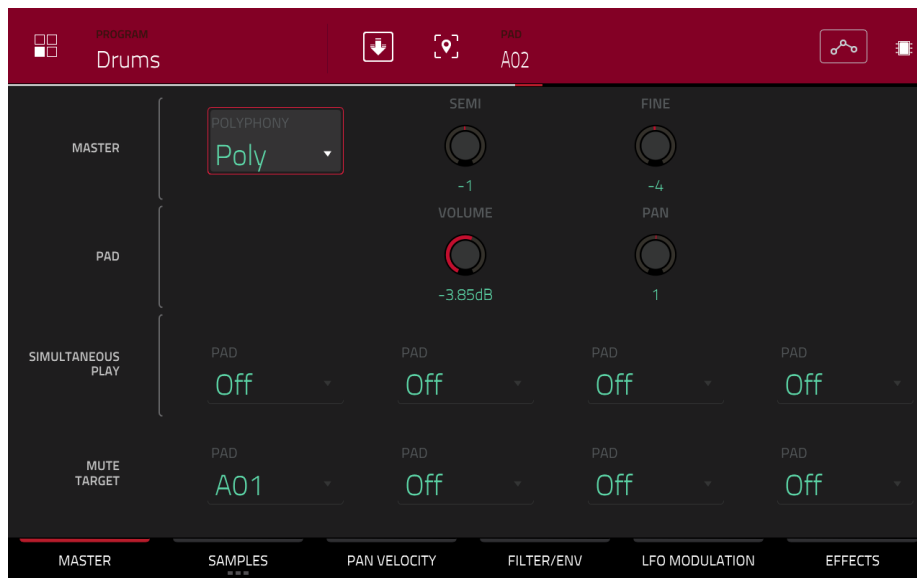 PROGRAM
Drums
PAD
A02
MASTER
POLYPHONY
Poly
SEMI
-1
FINE
-4
PAD
VOLUME
-3.85dB
PAN
1
SIMULTANEOUS
PLAY
PAD PAD PAD PAD
Off Off Off Off
MUTE
TARGET
PAD PAD PAD PAD
A01 Off Off Off
MASTER SAMPLES PAN VELOCITY FILTER/ENV LFO MODULATION EFFECTS